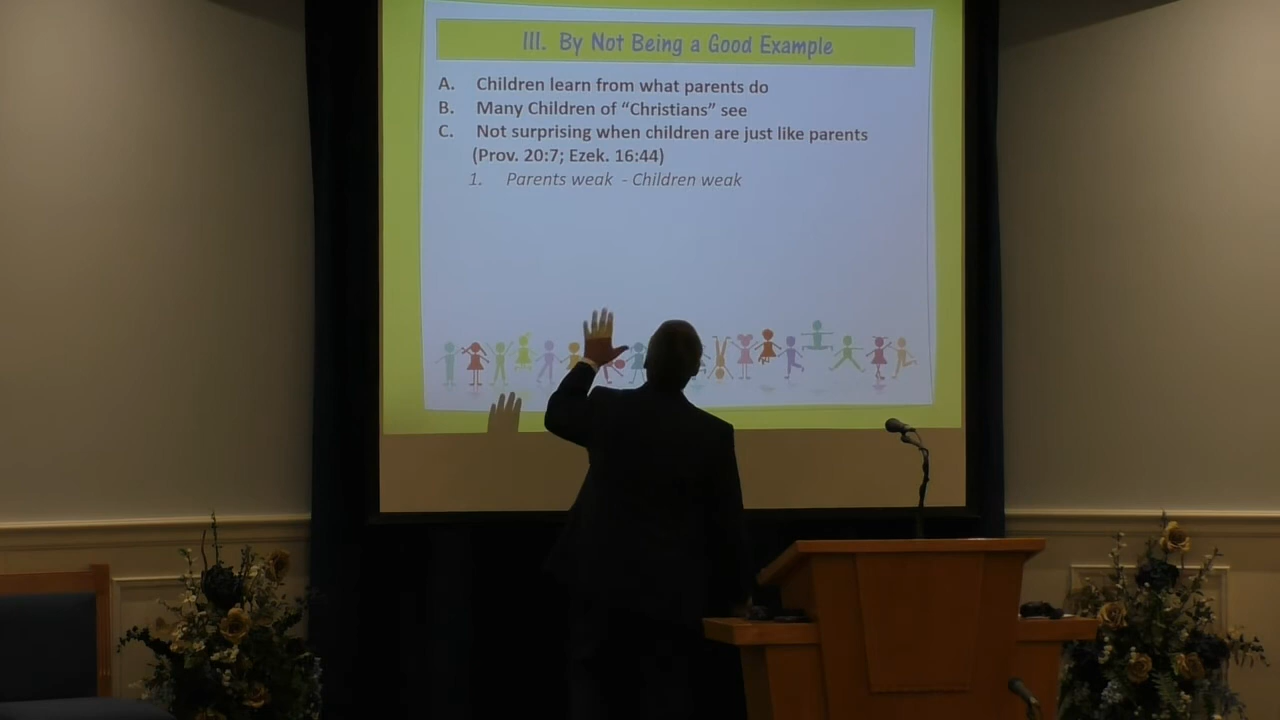 III. By Not Being a Good Example
A. Children learn from what parents do
B. Many Children of “Christians” see
C. Not surprising when children are just like parents
(Prov. 20:7; Ezek. 16:44)
1. Parents weak - Children weak